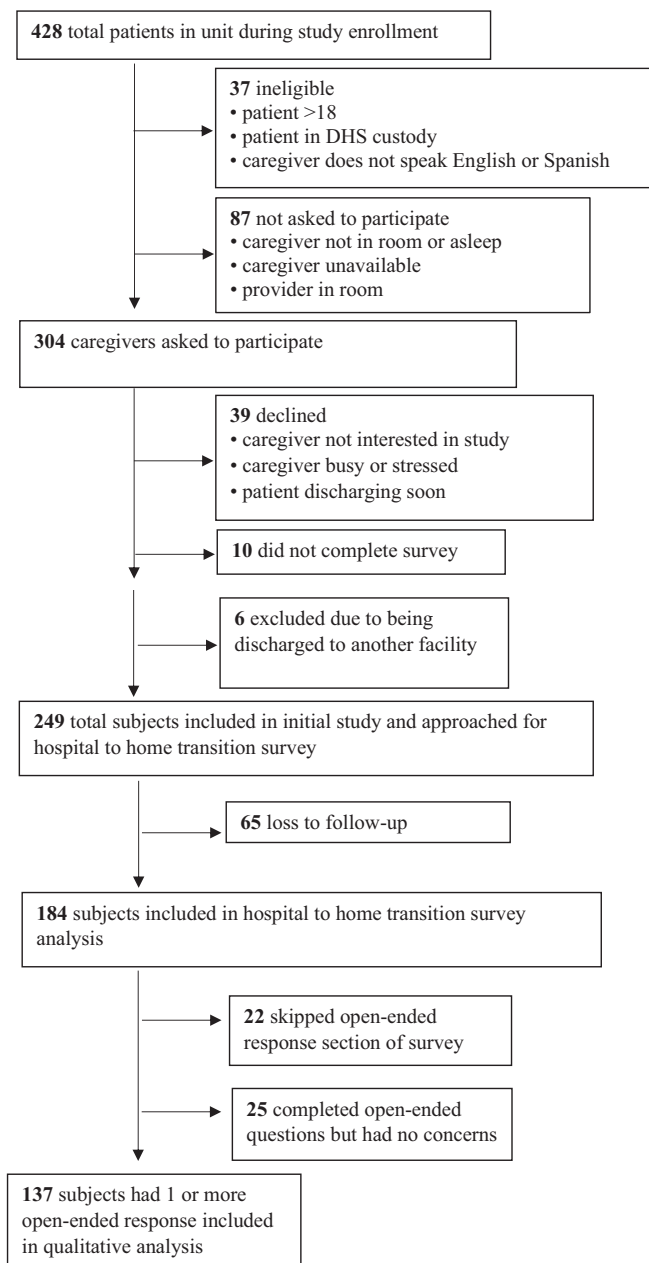 428 total patients in unit during study enrollment
37 ineligible
• patient >18
• patient in DHS custody
• caregiver does not speak English or Spanish
87 not asked to participate
• caregiver not in room or asleep
• caregiver unavailable
• provider in room
304 caregivers asked to participate
39 declined
• caregiver not interested in study
• caregiver busy or stressed
• patient discharging soon
10 did not complete survey
6 excluded due to being
discharged to another facility
249 total subjects included in initial study and approached for
hospital to home transition survey
65 loss to follow-up
184 subjects included in hospital to home transition survey
analysis
22 skipped open-ended
response section of survey
25 completed open-ended
questions but had no concerns
137 subjects had 1 or more
open-ended response included
in qualitative analysis